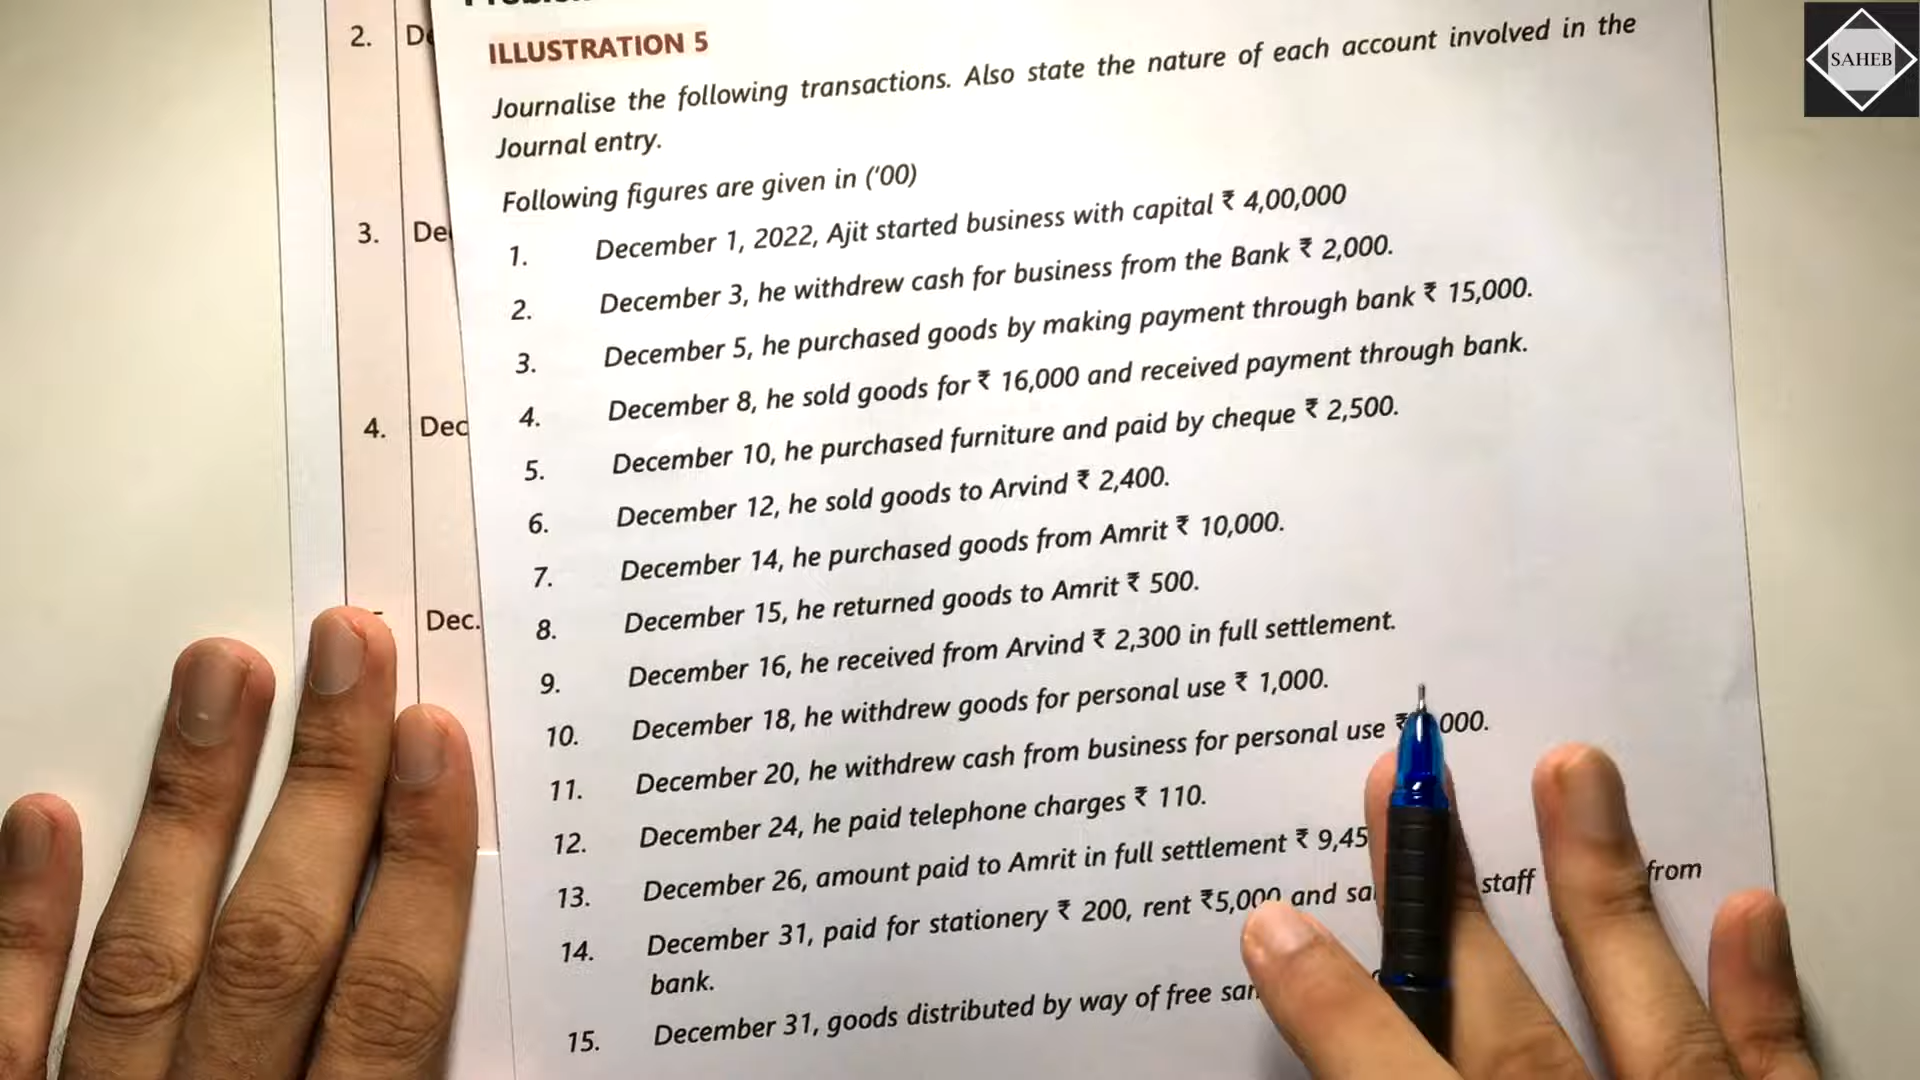 SAHEB
2.
3. De
4. Dec
Dec.
ILLUSTRATION 5
Journalise the following transactions. Also state the nature of each account involved in the
Journal entry.
Following figures are given in ('00)
1. December 1, 2022, Ajit started business with capital ₹ 4,00,000
2. December 3, he withdrew cash for business from the Bank ₹ 2,000.
3. December 5, he purchased goods by making payment through bank ₹ 15,000.
4. December 8, he sold goods for ₹ 16,000 and received payment through bank.
5. December 10, he purchased furniture and paid by cheque ₹ 2,500.
6. December 12, he sold goods to Arvind ₹ 2,400.
7. December 14, he purchased goods from Amrit ₹ 10,000.
8. December 15, he returned goods to Amrit ₹ 500.
9. December 16, he received from Arvind ₹ 2,300 in full settlement.
10. December 18, he withdrew goods for personal use ₹ 1,000.
11. December 20, he withdrew cash from business for personal use ₹ 000.
12. December 24, he paid telephone charges ₹ 110.
13. December 26, amount paid to Amrit in full settlement ₹ 9,45
14. December 31, paid for stationery ₹ 200, rent ₹5,000 and staff from
bank.
15. December 31, goods distributed by way of free